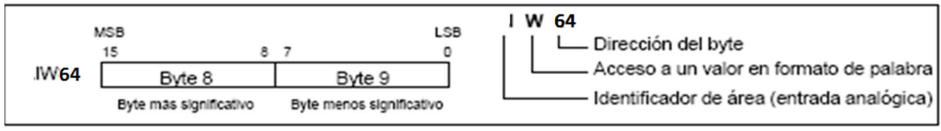 MSB LSB
15 8 7 0
IW64 Byte 8 Byte 9
Byte más significativo Byte menos significativo
I W 64
Dirección del byte
Acceso a un valor en formato de palabra
Identificador de área (entrada analógica)